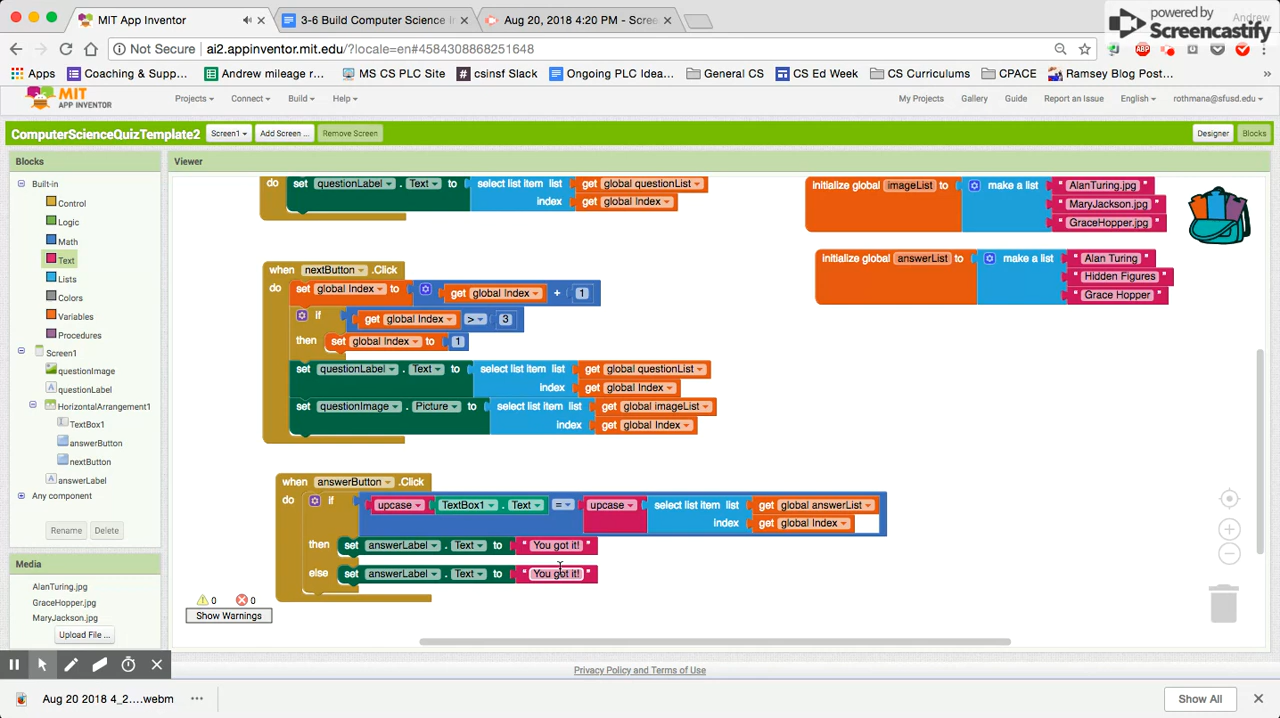 MIT App Inventor
3-6 Build Computer Science I
Aug 20, 2018 4:20 PM - Scree
Andrew
powered by
Screencastify
Not Secure
ai2.appinventor.mit.edu/?locale=en#4584308868251648
ABP
Apps
Coaching & Suppor...
Andrew mileage r...
MS CS PLC Site
# csinsf Slack
Ongoing PLC Idea...
General CS
CS Ed Week
CS Curriculums
CPACE
Ramsey Blog Post...
»
MIT
APP INVENTOR
Projects
Connect
Build
Help
My Projects
Gallery
Guide
Report an Issue
English
rothmana@sfusd.edu
ComputerScienceQuizTemplate2
Screen1
Add Screen ...
Remove Screen
Designer
Blocks
Blocks
Built-in
Control
Logic
Math
Text
Lists
Colors
Variables
Procedures
Screen1
questionImage
questionLabel
HorizontalArrangement1
TextBox1
answerButton
nextButton
answerLabel
Any component
Rename
Delete
Media
AlanTuring.jpg
GraceHopper.jpg
MaryJackson.jpg
Upload File ...
Viewer
do set questionLabel . Text to select list item list get global questionList
index get global Index
initialize global imageList to make a list " AlanTuring.jpg "
" MaryJackson.jpg "
" GraceHopper.jpg "
initialize global answerList to make a list " Alan Turing "
" Hidden Figures "
" Grace Hopper "
when nextButton .Click
do set global Index to get global Index + 1
if get global Index > 3
then set global Index to 1
set questionLabel . Text to select list item list get global questionList
index get global Index
set questionImage . Picture to select list item list get global imageList
index get global Index
when answerButton .Click
do if upcase TextBox1 . Text = upcase select list item list get global answerList
index get global Index
then set answerLabel . Text to " You got it! "
else set answerLabel . Text to " You got it! "
0 0
Show Warnings
Privacy Policy and Terms of Use
Aug 20 2018 4_2....webm
Show All